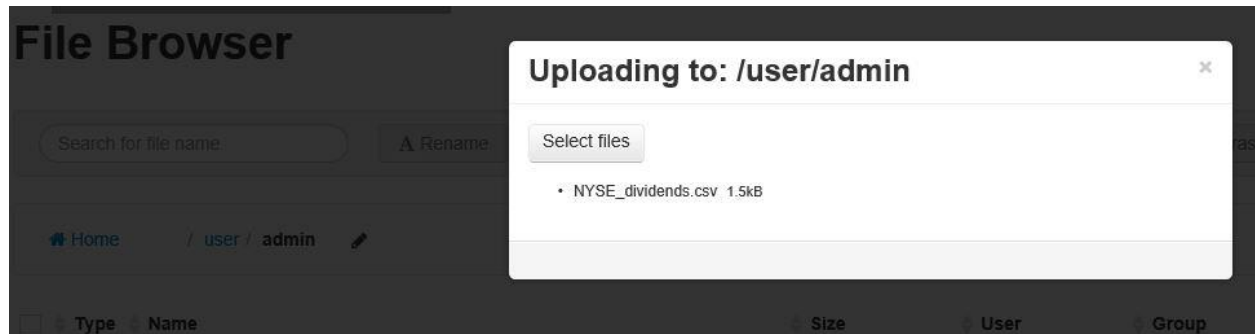 File Browser
Uploading to: /user/admin ×
Search for file name
A Rename
Select files
• NYSE_dividends.csv 1.5kB
Home / user / admin
Type Name Size User Group